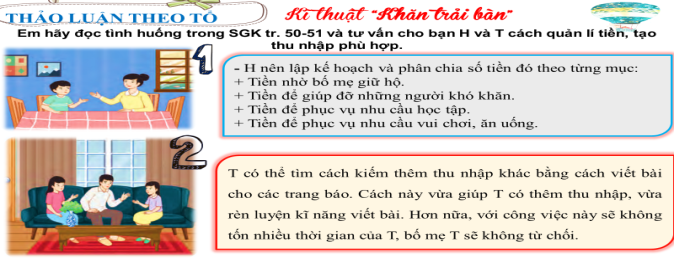 THẢO LUẬN THEO TỔ
Kĩ thuật "Khăn trải bàn"
Em hãy đọc tình huống trong SGK tr. 50-51 và tư vấn cho bạn H và T cách quản lí tiền, tạo
thu nhập phù hợp.
1
- H nên lập kế hoạch và phân chia số tiền đó theo từng mục:
+ Tiền nhờ bố mẹ giữ hộ.
+ Tiền để giúp đỡ những người khó khăn.
+ Tiền để phục vụ nhu cầu học tập.
+ Tiền để phục vụ nhu cầu vui chơi, ăn uống.
2
T có thể tìm cách kiếm thêm thu nhập khác bằng cách viết bài
cho các trang báo. Cách này vừa giúp T có thêm thu nhập, vừa
rèn luyện kĩ năng viết bài. Hơn nữa, với công việc này sẽ không
tốn nhiều thời gian của T, bố mẹ T sẽ không từ chối.